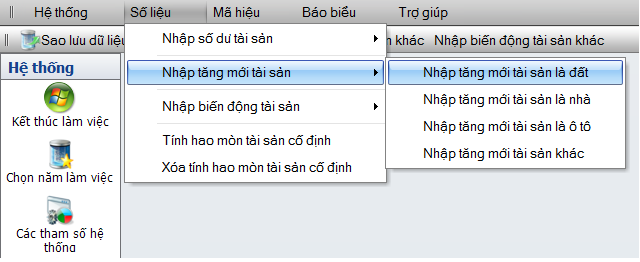 Hệ thống Số liệu Mã hiệu Báo biểu Trợ giúp
Sao lưu dữ liệu khác Nhập biến động tài sản khác
Hệ thống
Kết thúc làm việc
Chọn năm làm việc
Các tham số hệ
thống
Nhập số dư tài sản
Nhập tăng mới tài sản
Nhập biến động tài sản
Tính hao mòn tài sản cố định
Xóa tính hao mòn tài sản cố định
Nhập tăng mới tài sản là đất
Nhập tăng mới tài sản là nhà
Nhập tăng mới tài sản là ô tô
Nhập tăng mới tài sản khác